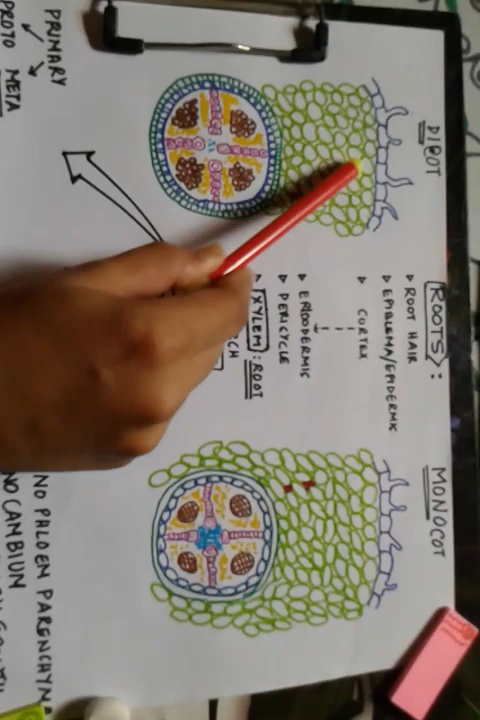 DICOT
ROOTS :
MONOCOT
ROOT HAIR
EPIBLEMA/EPIDERMIS
CORTEX
ENDODERMIS
PERICYCLE
XYLEM : ROOT
PRIMARY
PROTO META
NO PHLOEM PARENCHYMA
NO CAMBIUM